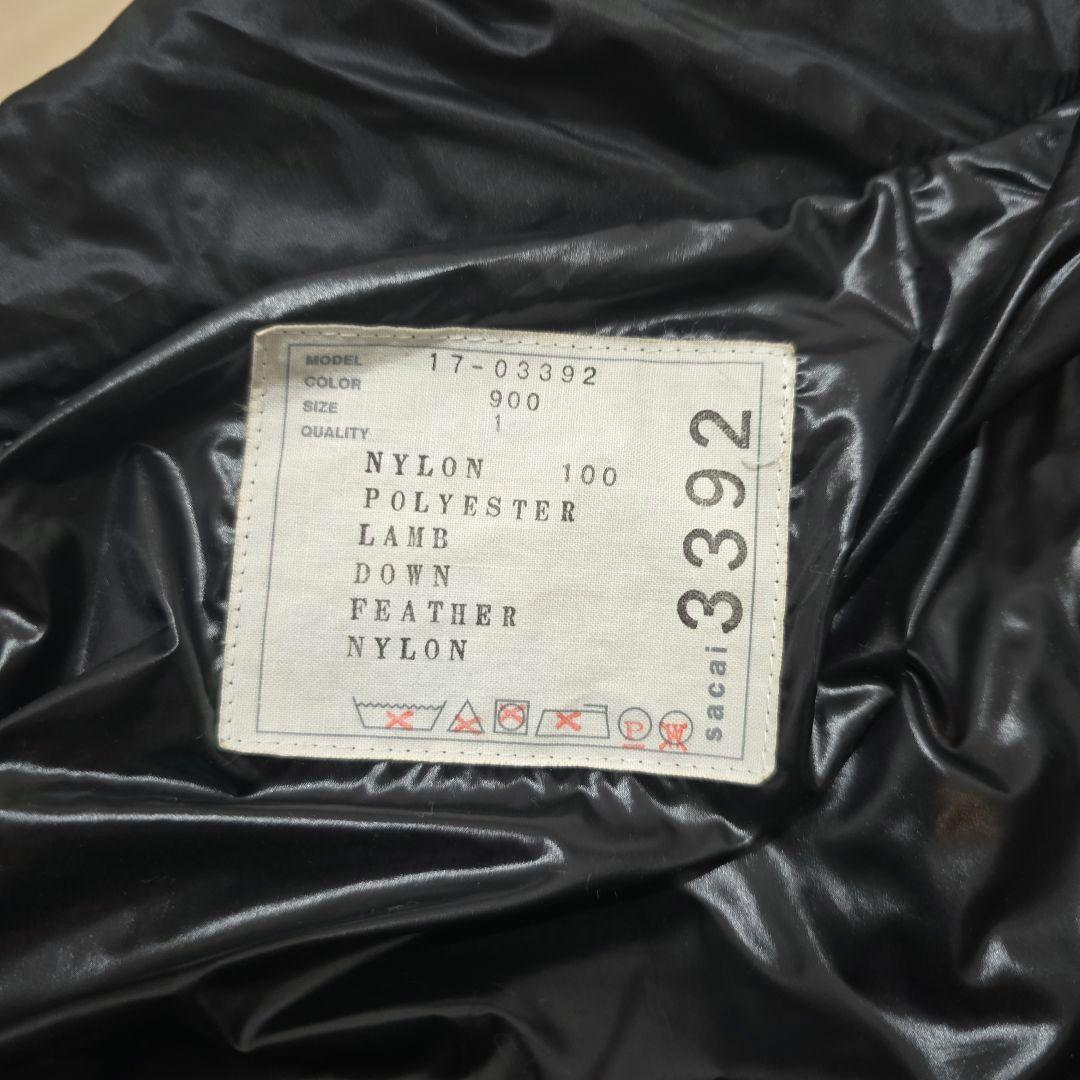 MODEL 17-03392
COLOR 900
SIZE 1
QUALITY
NYLON 100
POLYESTER
LAMB
DOWN
FEATHER
NYLON
P W
sacai 3392